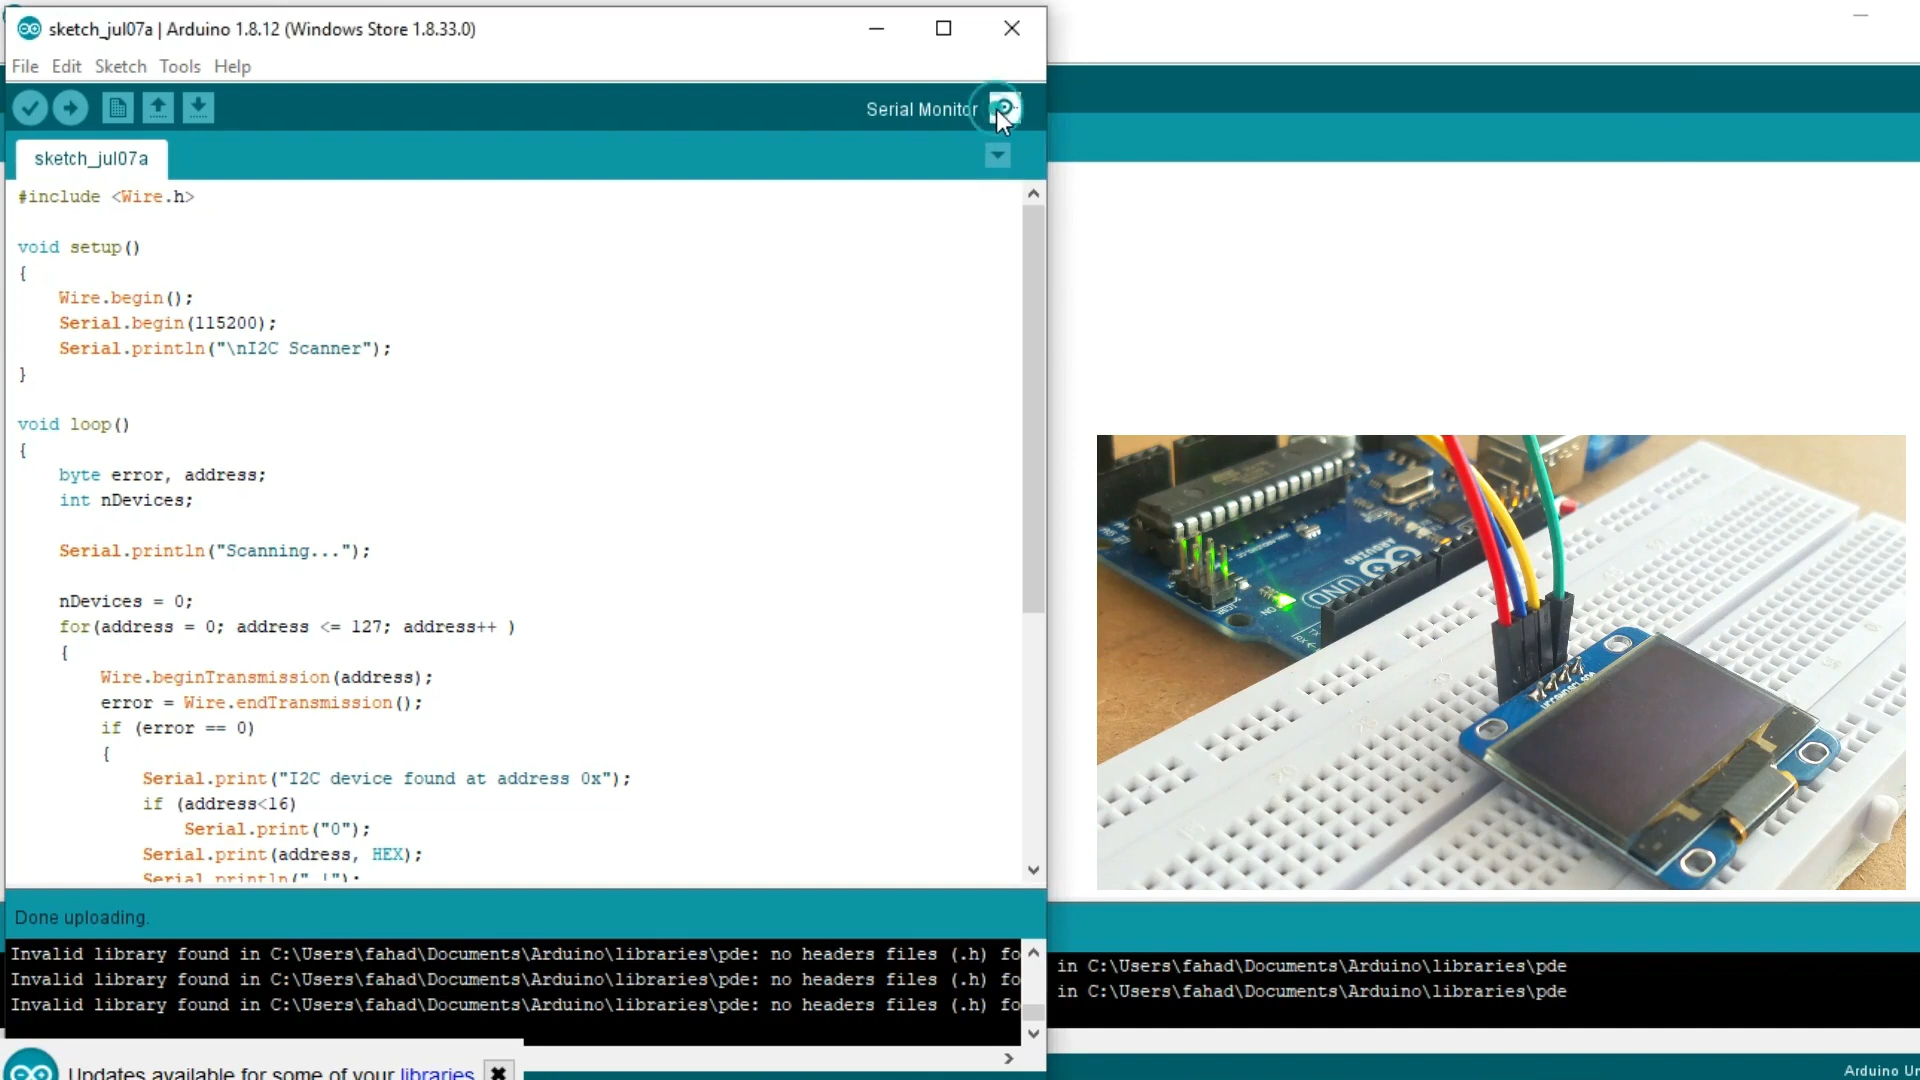 sketch_jul07a | Arduino 1.8.12 (Windows Store 1.8.33.0)
File Edit Sketch Tools Help
Serial Monitor
sketch_jul07a
#include <Wire.h>
void setup()
{
Wire.begin();
Serial.begin(115200);
Serial.println("\nI2C Scanner");
}
void loop()
{
byte error, address;
int nDevices;
Serial.println("Scanning...");
nDevices = 0;
for(address = 0; address <= 127; address++ )
{
Wire.beginTransmission(address);
error = Wire.endTransmission();
if (error == 0)
{
Serial.print("I2C device found at address 0x");
if (address<16)
Serial.print("0");
Serial.print(address, HEX);
Serial.println(" !");
Done uploading.
Invalid library found in C:\Users\fahad\Documents\Arduino\libraries\pde: no headers files (.h) fo
Invalid library found in C:\Users\fahad\Documents\Arduino\libraries\pde: no headers files (.h) fo
Invalid library found in C:\Users\fahad\Documents\Arduino\libraries\pde: no headers files (.h) fo
Updates available for some of your libraries
ARDUINO
UNO
ON
in C:\Users\fahad\Documents\Arduino\libraries\pde
in C:\Users\fahad\Documents\Arduino\libraries\pde
Arduino Un